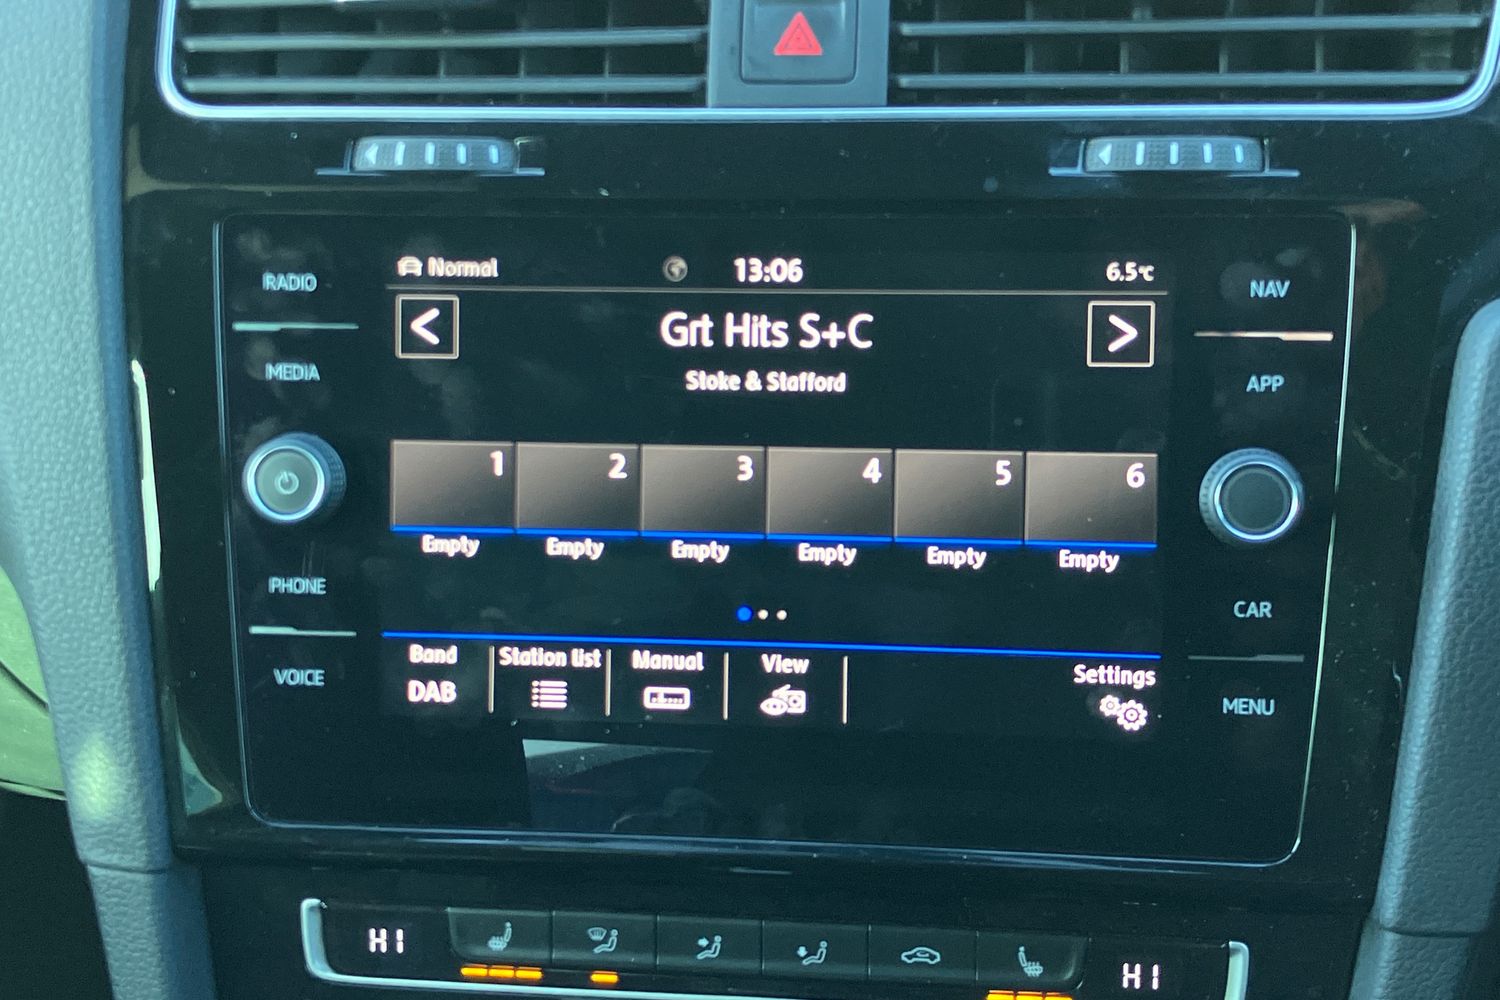 RADIO
MEDIA
PHONE
VOICE
Normal
13:06
6.5°C
<
Grt Hits S+C
>
Stoke & Stafford
1 2 3 4 5 6
Empty Empty Empty Empty Empty Empty
Band Station list Manual View Settings
DAB
NAV
APP
CAR
MENU
HI
HI